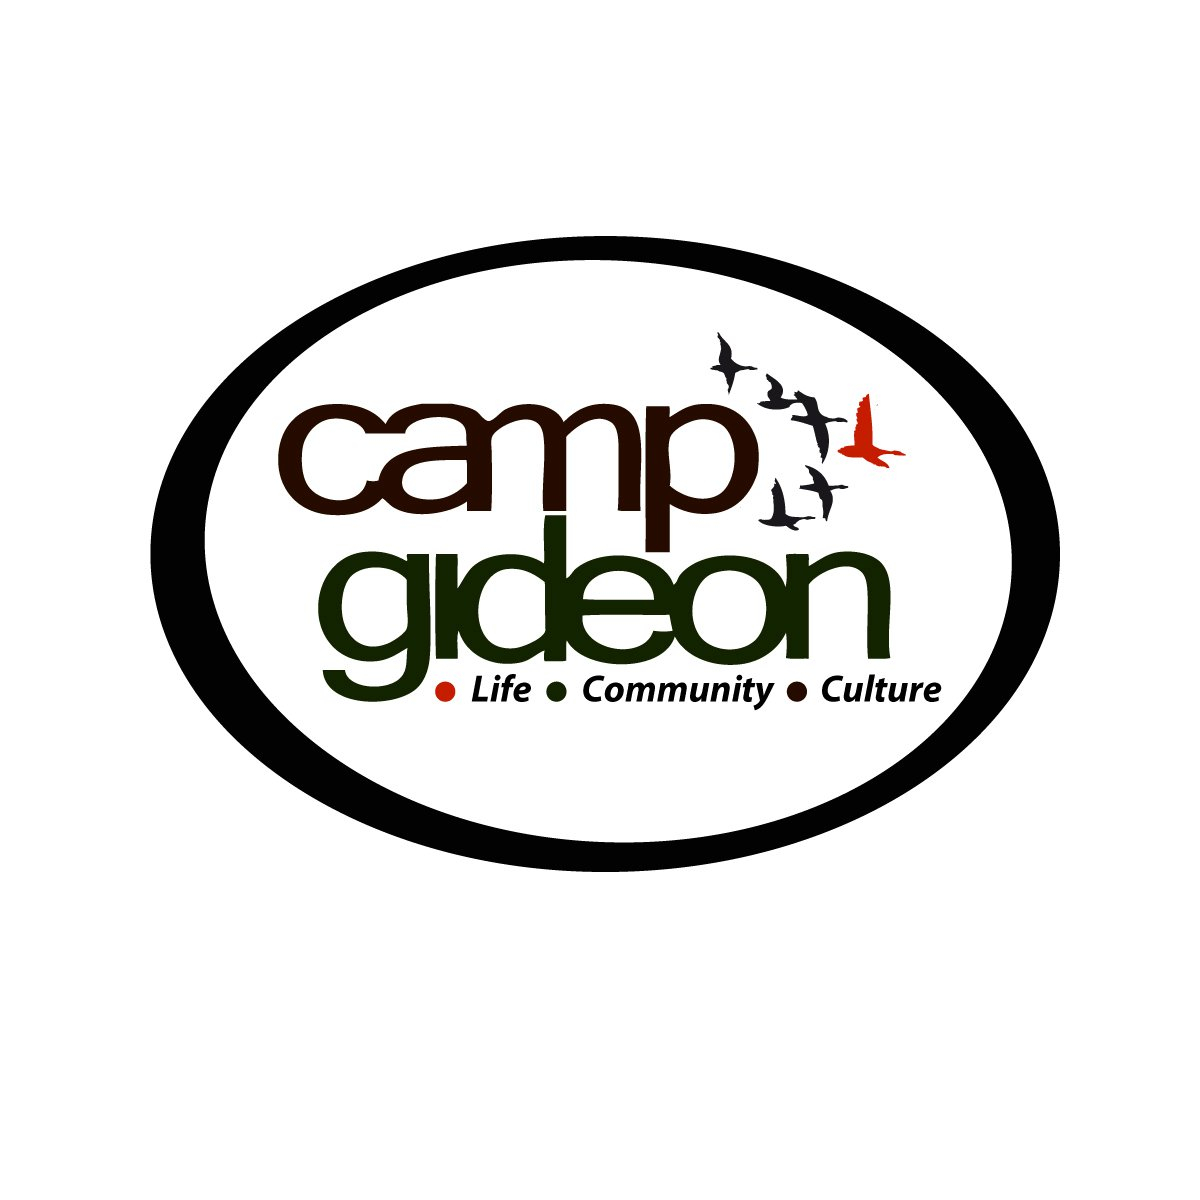 camp
gideon
• Life • Community • Culture